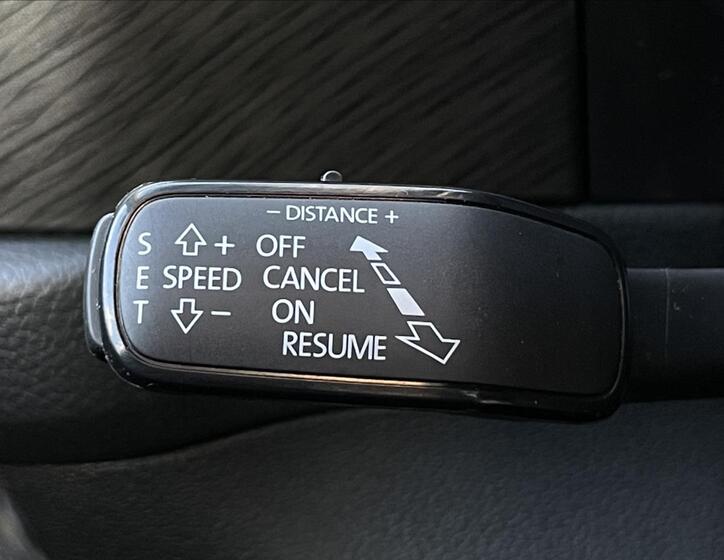 − DISTANCE +
S + OFF
E SPEED CANCEL
T − ON
RESUME